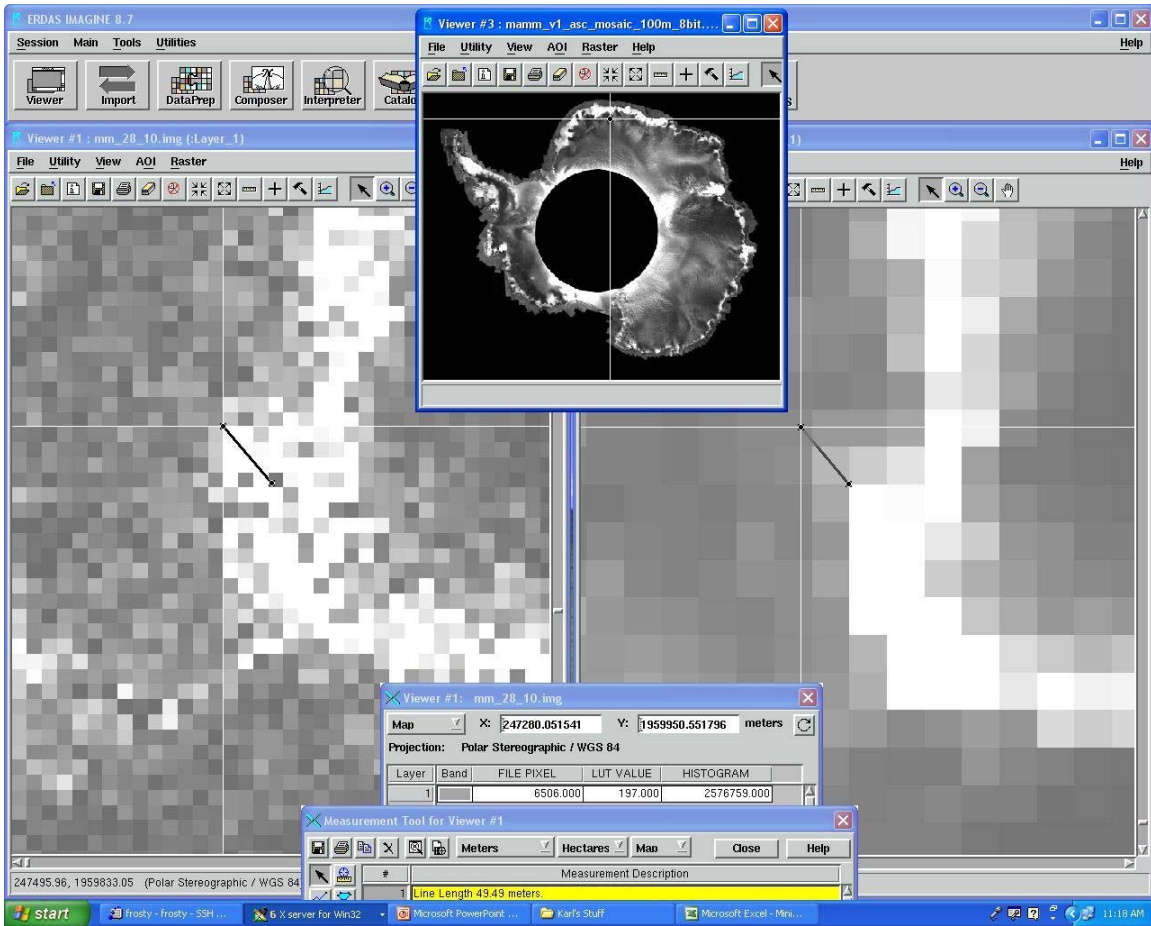 ERDAS IMAGINE 8.7
Session Main Tools Utilities Help
Viewer Import DataPrep Composer Interpreter
Viewer #3 : mamm_v1_asc_mosaic_100m_8bit....
File Utility View AOI Raster Help
Viewer #1 : mm_28_10.img (:Layer_1)
File Utility View AOI Raster
Help
Viewer #1: mm_28_10.img
Map X: 247280.051541 Y: 1959950.551796 meters
Projection: Polar Stereographic / WGS 84
Layer Band FILE PIXEL LUT VALUE HISTOGRAM
1 6506.000 197.000 2576759.000
Measurement Tool for Viewer #1
Meters Hectares Map Close Help
# Measurement Description
1 Line Length 49.49 meters.
247495.96, 1959833.05 (Polar Stereographic / WGS 84
start frosty - frosty - SSH ... 6 X server for Win32 Microsoft PowerPoint ... Karl's Stuff Microsoft Excel - Mini... 11:18 AM